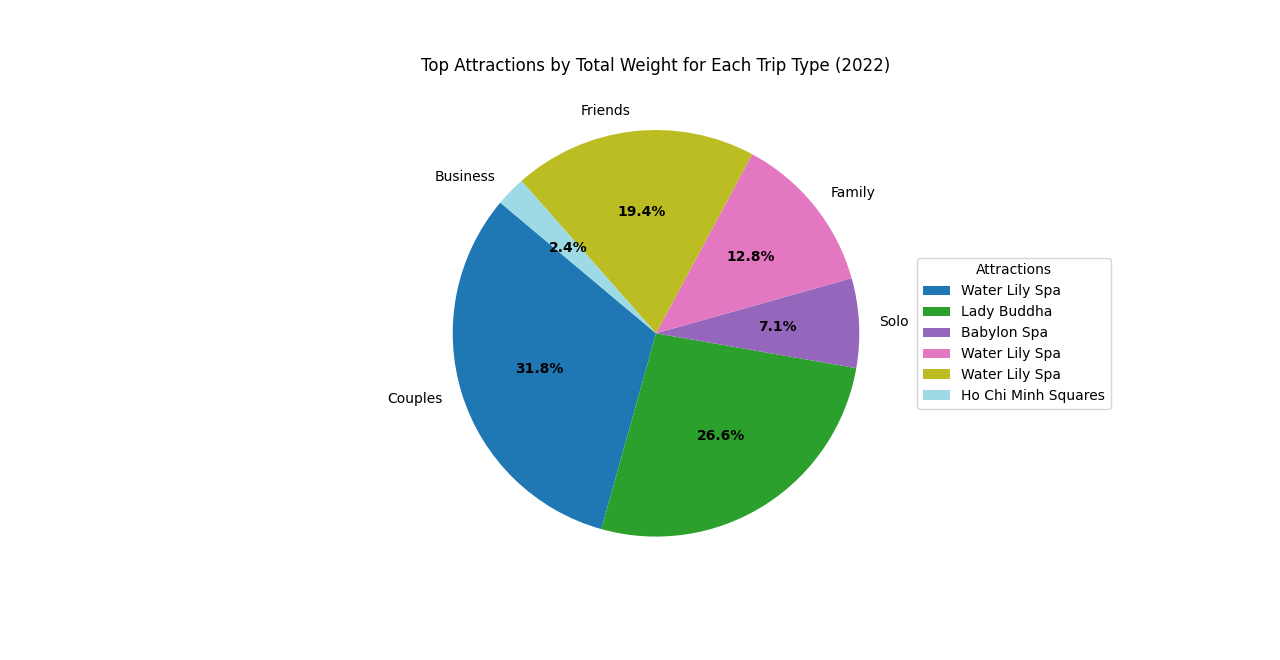 Top Attractions by Total Weight for Each Trip Type (2022)
Friends
Business
Family
Solo
Couples
19.4%
2.4%
12.8%
7.1%
31.8%
26.6%
Attractions
Water Lily Spa
Lady Buddha
Babylon Spa
Water Lily Spa
Water Lily Spa
Ho Chi Minh Squares